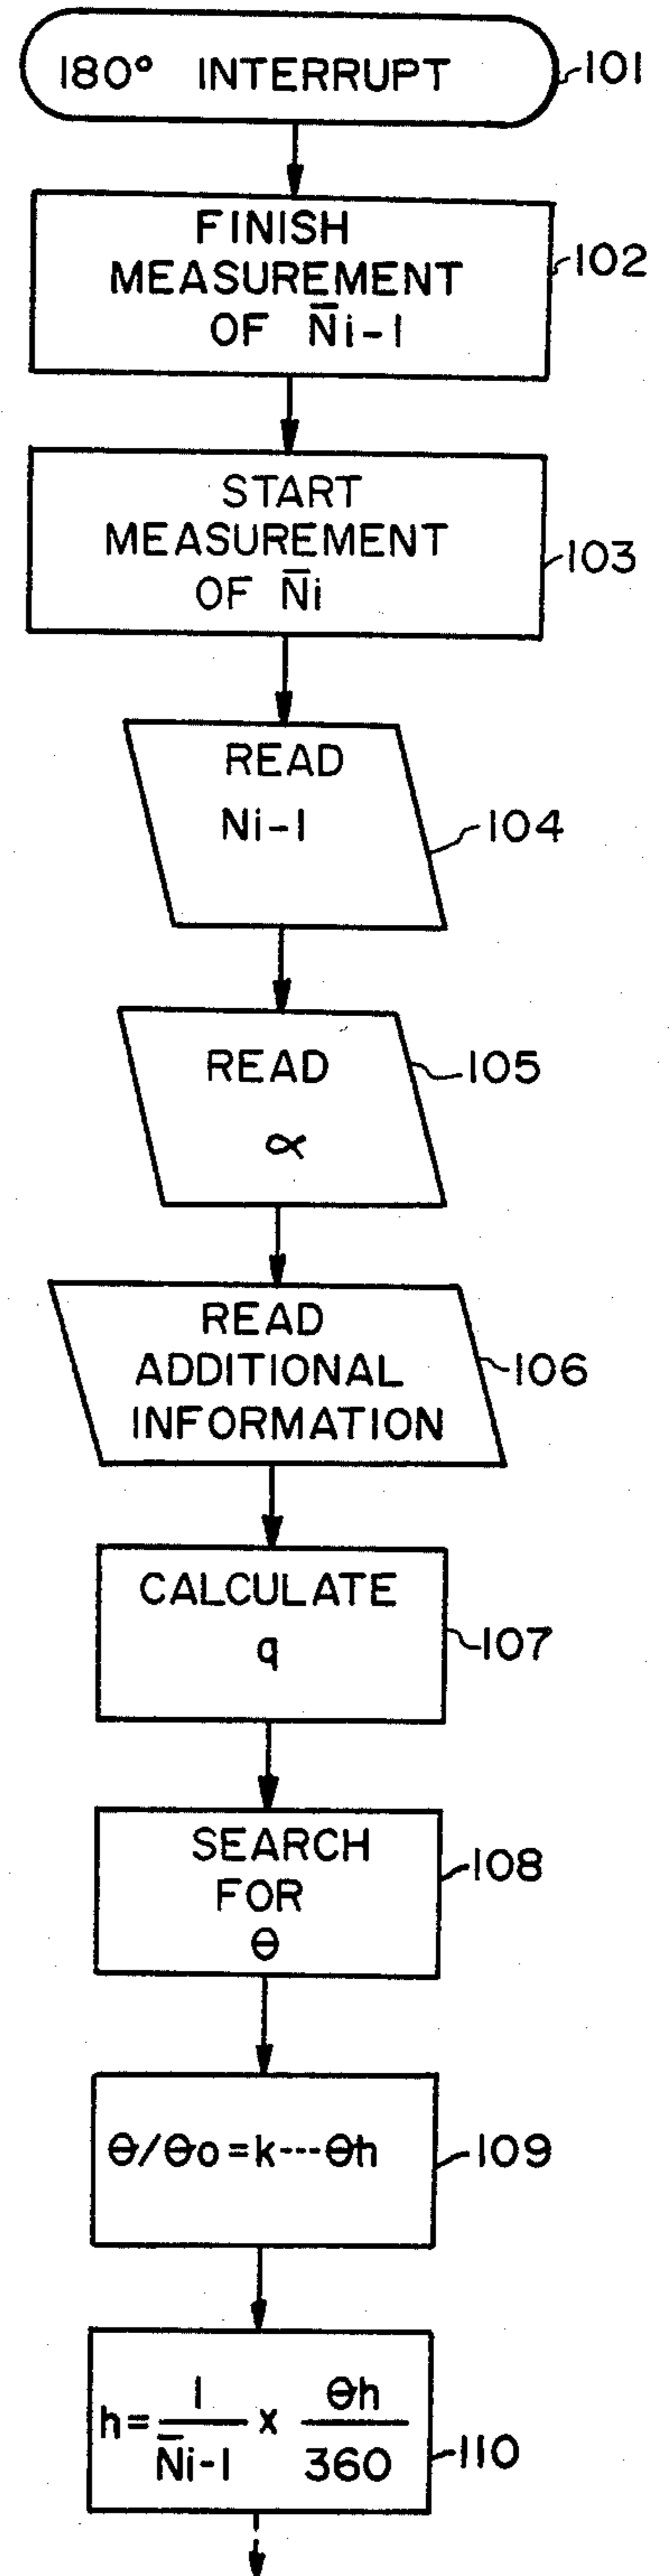 180° INTERRUPT
101
FINISH
MEASUREMENT
OF N̄i-1
102
START
MEASUREMENT
OF N̄i
103
READ
Ni-1
104
READ
α
105
READ
ADDITIONAL
INFORMATION
106
CALCULATE
q
107
SEARCH
FOR
θ
108
θ/θo=k---θh
109
h = 1/N̄i-1 x θh/360
110